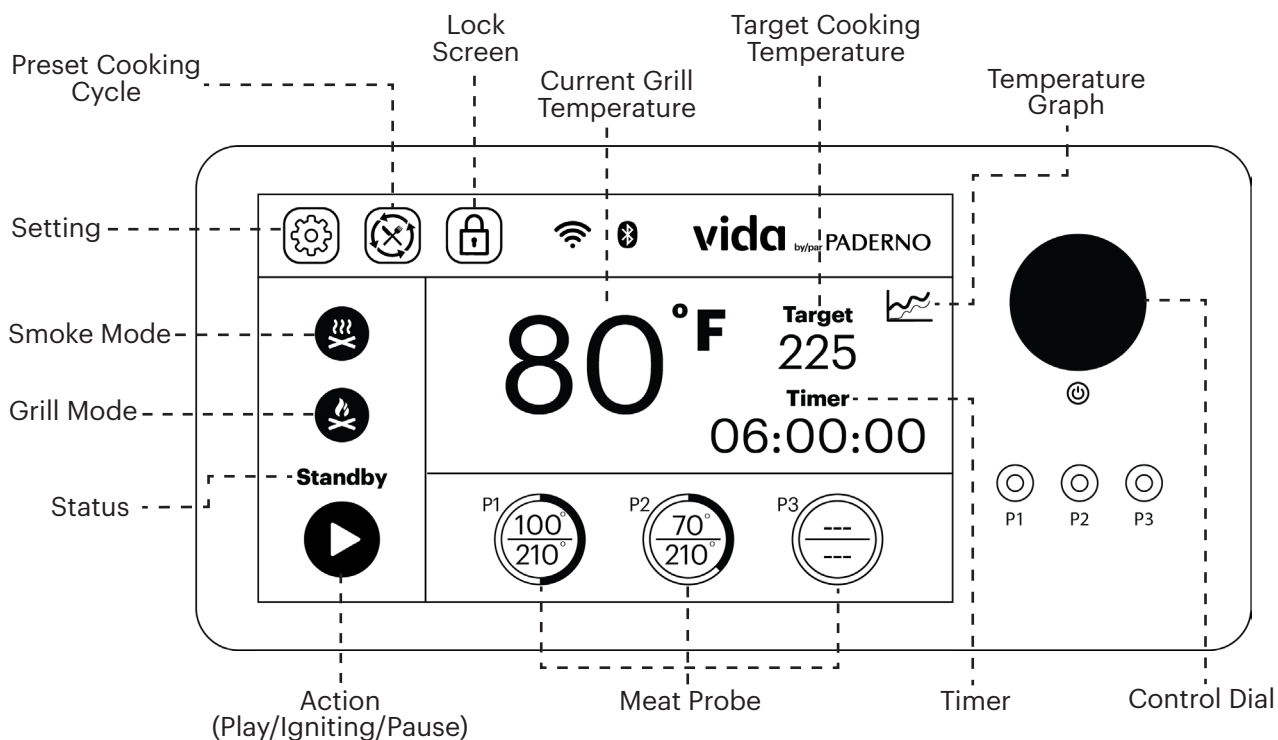 Lock
Screen
Target Cooking
Temperature
Preset Cooking
Cycle
Current Grill
Temperature
Temperature
Graph
Setting
vida by/par PADERNO
Smoke Mode
80°F
Target
225
Grill Mode
Timer
06:00:00
Standby
Status
P1
100°
210°
P2
70°
210°
P3
---
---
P1 P2 P3
Action
(Play/Igniting/Pause)
Meat Probe
Timer
Control Dial